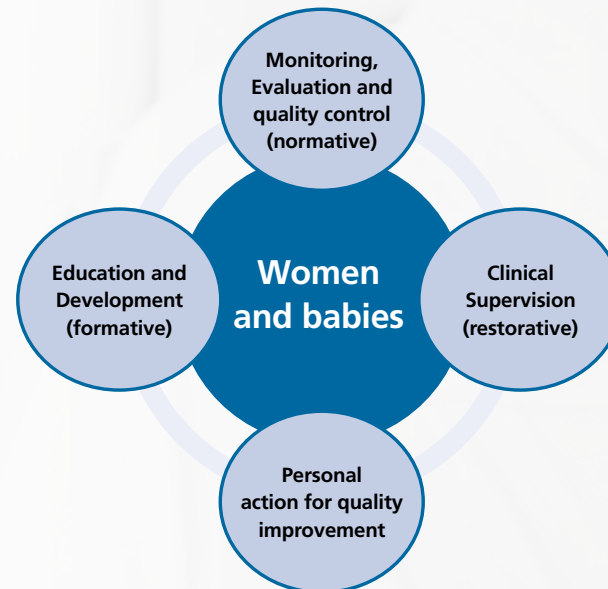 Monitoring,
Evaluation and
quality control
(normative)
Education and
Development
(formative)
Women
and babies
Clinical
Supervision
(restorative)
Personal
action for quality
improvement